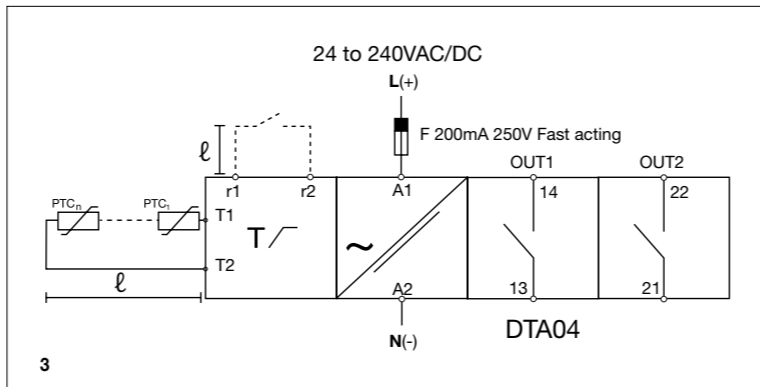 24 to 240VAC/DC
L(+)
F 200mA 250V Fast acting
ℓ
OUT1
OUT2
r1 r2
A1
14
22
PTCn
PTC1
T1
T
~
T2
ℓ
A2
13
21
N(-)
DTA04
3